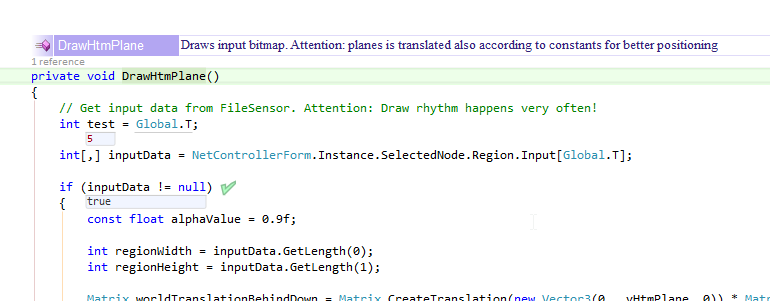 DrawHtmPlane Draws input bitmap. Attention: planes is translated also according to constants for better positioning
1 reference
private void DrawHtmPlane()
{
// Get input data from FileSensor. Attention: Draw rhythm happens very often!
int test = Global.T;
5
int[,] inputData = NetControllerForm.Instance.SelectedNode.Region.Input[Global.T];
if (inputData != null)
{ true
const float alphaValue = 0.9f;
int regionWidth = inputData.GetLength(0);
int regionHeight = inputData.GetLength(1);
Matrix worldTranslationBehindDown = Matrix.CreateTranslation(new Vector3(0, yHtmPlane, 0)) *